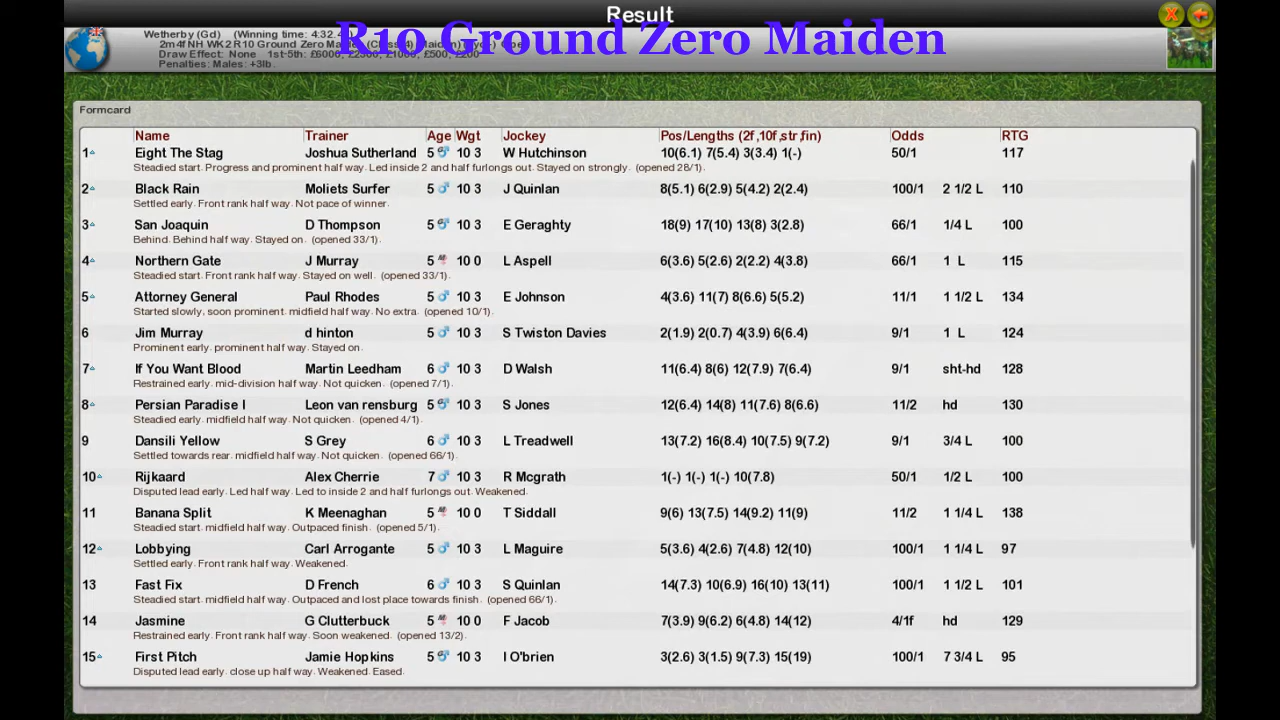 Result
R10 Ground Zero Maiden
Wetherby (Gd) (Winning time: 4:32.
2m4f NH WK2 R10 Ground Zero
Draw Effect: None 1st-5th: £6000,
Penalties: Males: +3lb.
Formcard
Name Trainer Age Wgt Jockey Pos/Lengths (2f,10f,str,fin) Odds RTG
1 Eight The Stag Joshua Sutherland 5 10 3 W Hutchinson 10(6.1) 7(5.4) 3(3.4) 1(-) 50/1 117
Steadied start. Progress and prominent half way. Led inside 2 and half furlongs out. Stayed on strongly. (opened 28/1).
2 Black Rain Moliets Surfer 5 10 3 J Quinlan 8(5.1) 6(2.9) 5(4.2) 2(2.4) 100/1 2 1/2 L 110
Settled early. Front rank half way. Not pace of winner.
3 San Joaquin D Thompson 5 10 3 E Geraghty 18(9) 17(10) 13(8) 3(2.8) 66/1 1/4 L 100
Behind. Behind half way. Stayed on. (opened 33/1).
4 Northern Gate J Murray 5 10 0 L Aspell 6(3.6) 5(2.6) 2(2.2) 4(3.8) 66/1 1 L 115
Steadied start. Front rank half way. Stayed on well. (opened 33/1).
5 Attorney General Paul Rhodes 5 10 3 E Johnson 4(3.6) 11(7) 8(6.6) 5(5.2) 11/1 1 1/2 L 134
Started slowly, soon prominent. midfield half way. No extra. (opened 10/1).
6 Jim Murray d hinton 5 10 3 S Twiston Davies 2(1.9) 2(0.7) 4(3.9) 6(6.4) 9/1 1 L 124
Prominent early. prominent half way. Stayed on.
7 If You Want Blood Martin Leedham 6 10 3 D Walsh 11(6.4) 8(6) 12(7.9) 7(6.4) 9/1 sht-hd 128
Restrained early. mid-division half way. Not quicken. (opened 7/1).
8 Persian Paradise I Leon van rensburg 5 10 3 S Jones 12(6.4) 14(8) 11(7.6) 8(6.6) 11/2 hd 130
Steadied early. midfield half way. Not quicken. (opened 4/1).
9 Dansili Yellow S Grey 6 10 3 L Treadwell 13(7.2) 16(8.4) 10(7.5) 9(7.2) 9/1 3/4 L 100
Settled towards rear. midfield half way. Not quicken. (opened 66/1).
10 Rijkaard Alex Cherrie 7 10 3 R Mcgrath 1(-) 1(-) 1(-) 10(7.8) 50/1 1/2 L 100
Disputed lead early. Led half way. Led to inside 2 and half furlongs out. Weakened.
11 Banana Split K Meenaghan 5 10 0 T Siddall 9(6) 13(7.5) 14(9.2) 11(9) 11/2 1 1/4 L 138
Steadied start. midfield half way. Outpaced finish. (opened 5/1).
12 Lobbying Carl Arrogante 5 10 3 L Maguire 5(3.6) 4(2.6) 7(4.8) 12(10) 100/1 1 1/4 L 97
Settled early. Front rank half way. Weakened.
13 Fast Fix D French 6 10 3 S Quinlan 14(7.3) 10(6.9) 16(10) 13(11) 100/1 1 1/2 L 101
Steadied start. midfield half way. Outpaced and lost place towards finish. (opened 66/1).
14 Jasmine G Clutterbuck 5 10 0 F Jacob 7(3.9) 9(6.2) 6(4.8) 14(12) 4/1f hd 129
Restrained early. Front rank half way. Soon weakened. (opened 13/2).
15 First Pitch Jamie Hopkins 5 10 3 I O'brien 3(2.6) 3(1.5) 9(7.3) 15(19) 100/1 7 3/4 L 95
Disputed lead early. close up half way. Weakened. Eased.